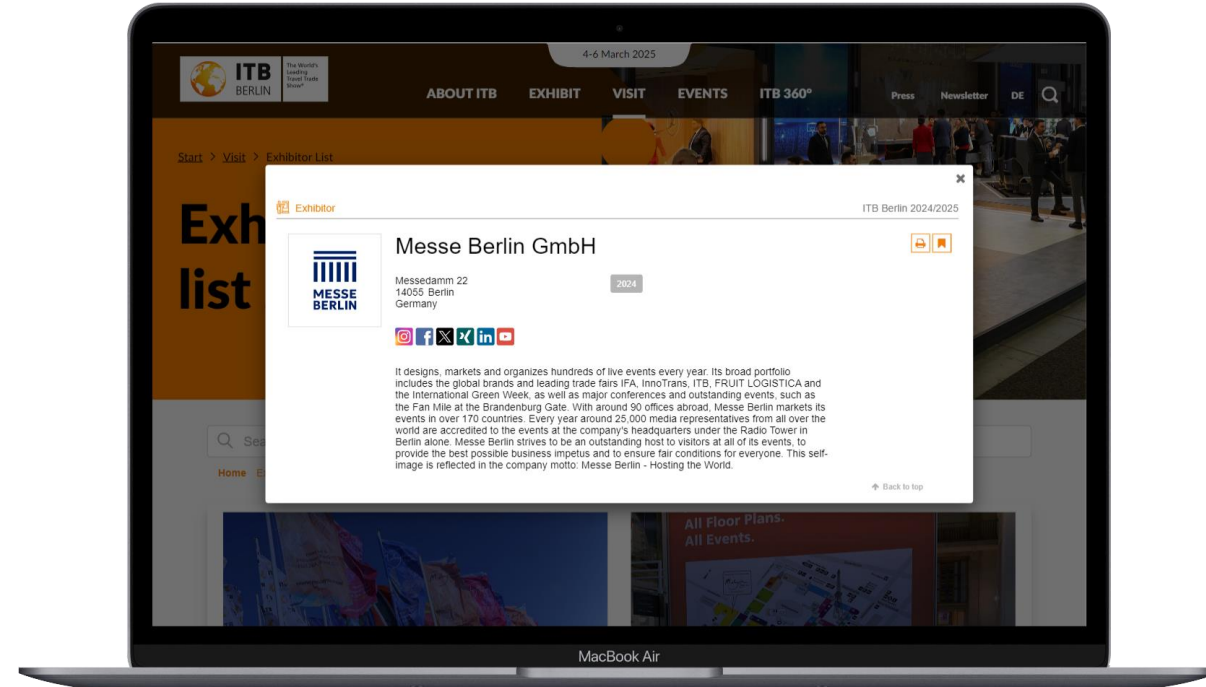 4-6 March 2025
ITB
BERLIN
The World's
Leading
Travel Trade
Show®
ABOUT ITB EXHIBIT VISIT EVENTS ITB 360°
Press Newsletter DE
Start > Visit > Exhibitor List
Exh
list
Exhibitor
ITB Berlin 2024/2025
MESSE
BERLIN
Messe Berlin GmbH
Messedamm 22
14055 Berlin
Germany
2024
It designs, markets and organizes hundreds of live events every year. Its broad portfolio
includes the global brands and leading trade fairs IFA, InnoTrans, ITB, FRUIT LOGISTICA and
the International Green Week, as well as major conferences and outstanding events, such as
the Fan Mile at the Brandenburg Gate. With around 90 offices abroad, Messe Berlin markets its
events in over 170 countries. Every year around 25,000 media representatives from all over the
world are accredited to the events at the company's headquarters under the Radio Tower in
Berlin alone. Messe Berlin strives to be an outstanding host to visitors at all of its events, to
provide the best possible business impetus and to ensure fair conditions for everyone. This self-
image is reflected in the company motto: Messe Berlin - Hosting the World.
Back to top
Sea
Home E
All Floor Plans.
All Events.
MacBook Air